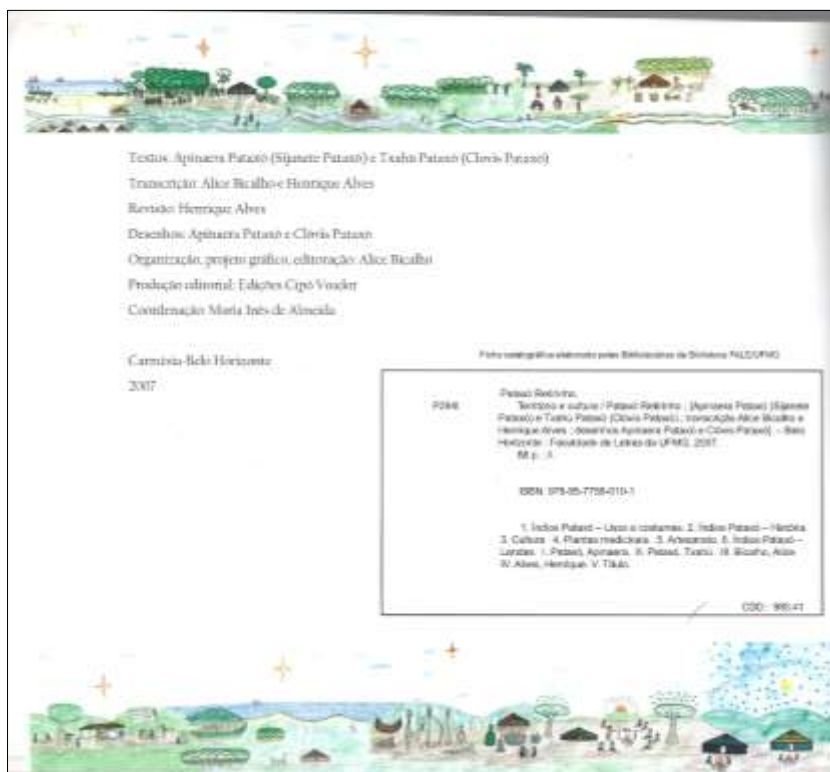 Textos: Apinaera Pataxó (Sijanete Pataxó) e Txahá Pataxó (Clovis Pataxó)
Transcrição: Alice Bicalho e Henrique Alves
Revisão: Henrique Alves
Desenhos: Apinaera Pataxó e Clóvis Pataxó
Organização, projeto gráfico, editoração: Alice Bicalho
Produção editorial: Edições Cipó Voador
Coordenação: Maria Inês de Almeida
Carmésia-Belo Horizonte
2007
Ficha catalográfica elaborada pelas Bibliotecárias da Biblioteca FALE/UFMG
Pataxó Retirinho.
Território e cultura / Pataxó Retirinho ; [Apinaera Pataxó (Sijanete
Pataxó) e Pataxó (Clóvis Pataxó) ; transcrição Alice Bicalho e
Henrique Alves ; desenhos Apinaera Pataxó e Clóvis Pataxó]. – Belo
Horizonte : Faculdade de Letras da UFMG, 2007.
p. :
ISBN: 978-85-7758-010-1
1. Índios Pataxó – Usos e costumes. 2. Índios Pataxó – História
3. Cultura 4. Plantas medicinais. 5. Artesanato. 6. Índios Pataxó –
Lendas. I. Pataxó, Apinaera. II. Pataxó, III. Bicalho, Alice
IV. Alves, Henrique. V. Título.
CDD: